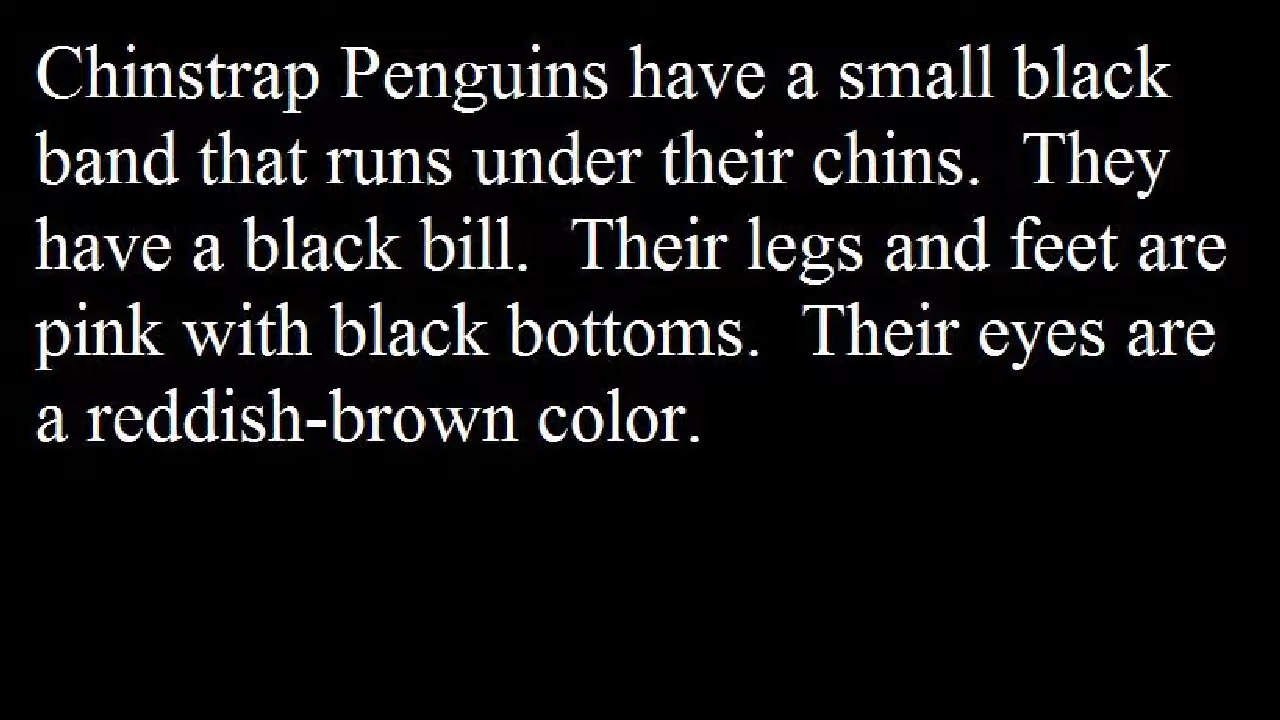 Chinstrap Penguins have a small black
band that runs under their chins.  They
have a black bill.  Their legs and feet are
pink with black bottoms.  Their eyes are
a reddish-brown color.